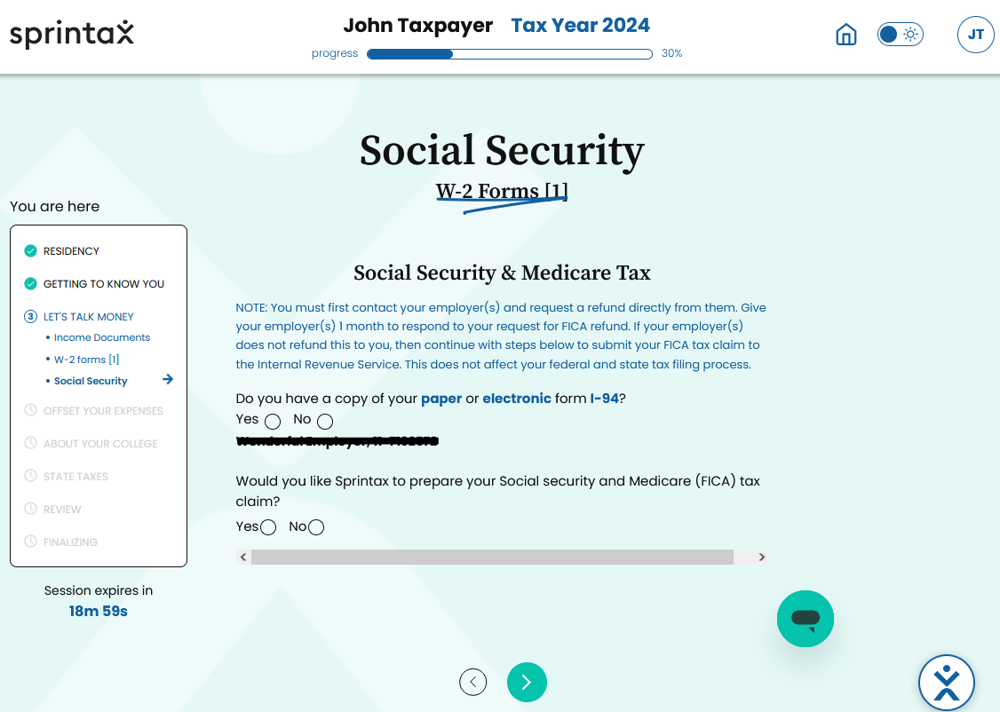 sprintax
John Taxpayer Tax Year 2024
progress 30%
JT
Social Security
W-2 Forms [1]
You are here
RESIDENCY
GETTING TO KNOW YOU
3 LET'S TALK MONEY
• Income Documents
• W-2 forms [1]
• Social Security
OFFSET YOUR EXPENSES
ABOUT YOUR COLLEGE
STATE TAXES
REVIEW
FINALIZING
Session expires in
18m 59s
Social Security & Medicare Tax
NOTE: You must first contact your employer(s) and request a refund directly from them. Give
your employer(s) 1 month to respond to your request for FICA refund. If your employer(s)
does not refund this to you, then continue with steps below to submit your FICA tax claim to
the Internal Revenue Service. This does not affect your federal and state tax filing process.
Do you have a copy of your paper or electronic form I-94?
Yes No
Would you like Sprintax to prepare your Social security and Medicare (FICA) tax
claim?
Yes No